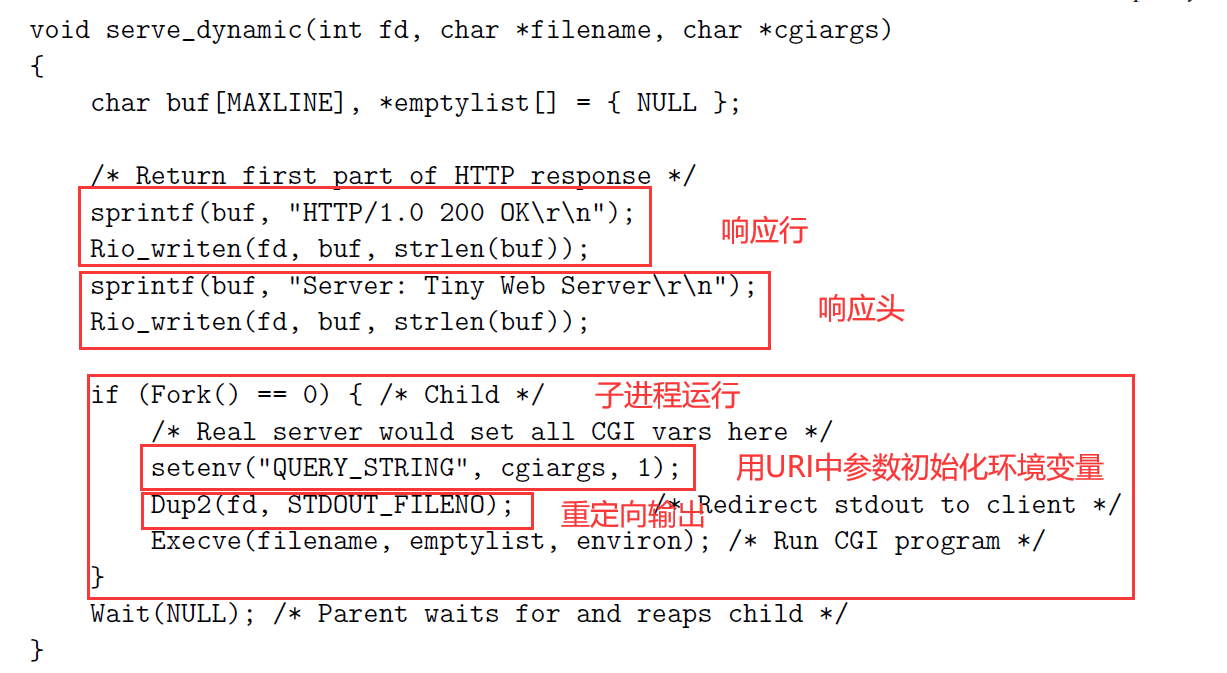 void serve_dynamic(int fd, char *filename, char *cgiargs)
{
char buf[MAXLINE], *emptylist[] = { NULL };
/* Return first part of HTTP response */
sprintf(buf, "HTTP/1.0 200 OK\r\n");
Rio_writen(fd, buf, strlen(buf));
响应行
sprintf(buf, "Server: Tiny Web Server\r\n");
Rio_writen(fd, buf, strlen(buf));
响应头
if (Fork() == 0) { /* Child */ 子进程运行
/* Real server would set all CGI vars here */
setenv("QUERY_STRING", cgiargs, 1); 用URI中参数初始化环境变量
Dup2(fd, STDOUT_FILENO); 重定向输出 /* Redirect stdout to client */
Execve(filename, emptylist, environ); /* Run CGI program */
}
Wait(NULL); /* Parent waits for and reaps child */
}